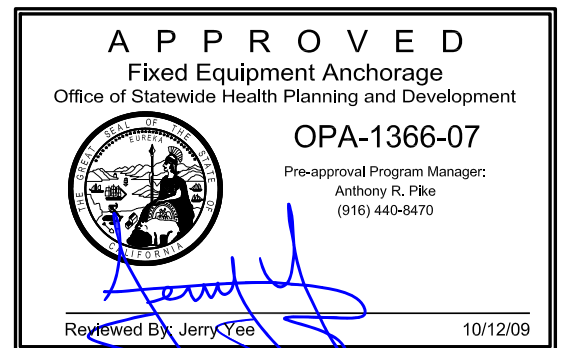 APPROVED
Fixed Equipment Anchorage
Office of Statewide Health Planning and Development
THE GREAT SEAL OF THE STATE OF CALIFORNIA
EUREKA
OPA-1366-07
Pre-approval Program Manager:
Anthony R. Pike
(916) 440-8470
Jerry Y
Reviewed By: Jerry Yee
10/12/09